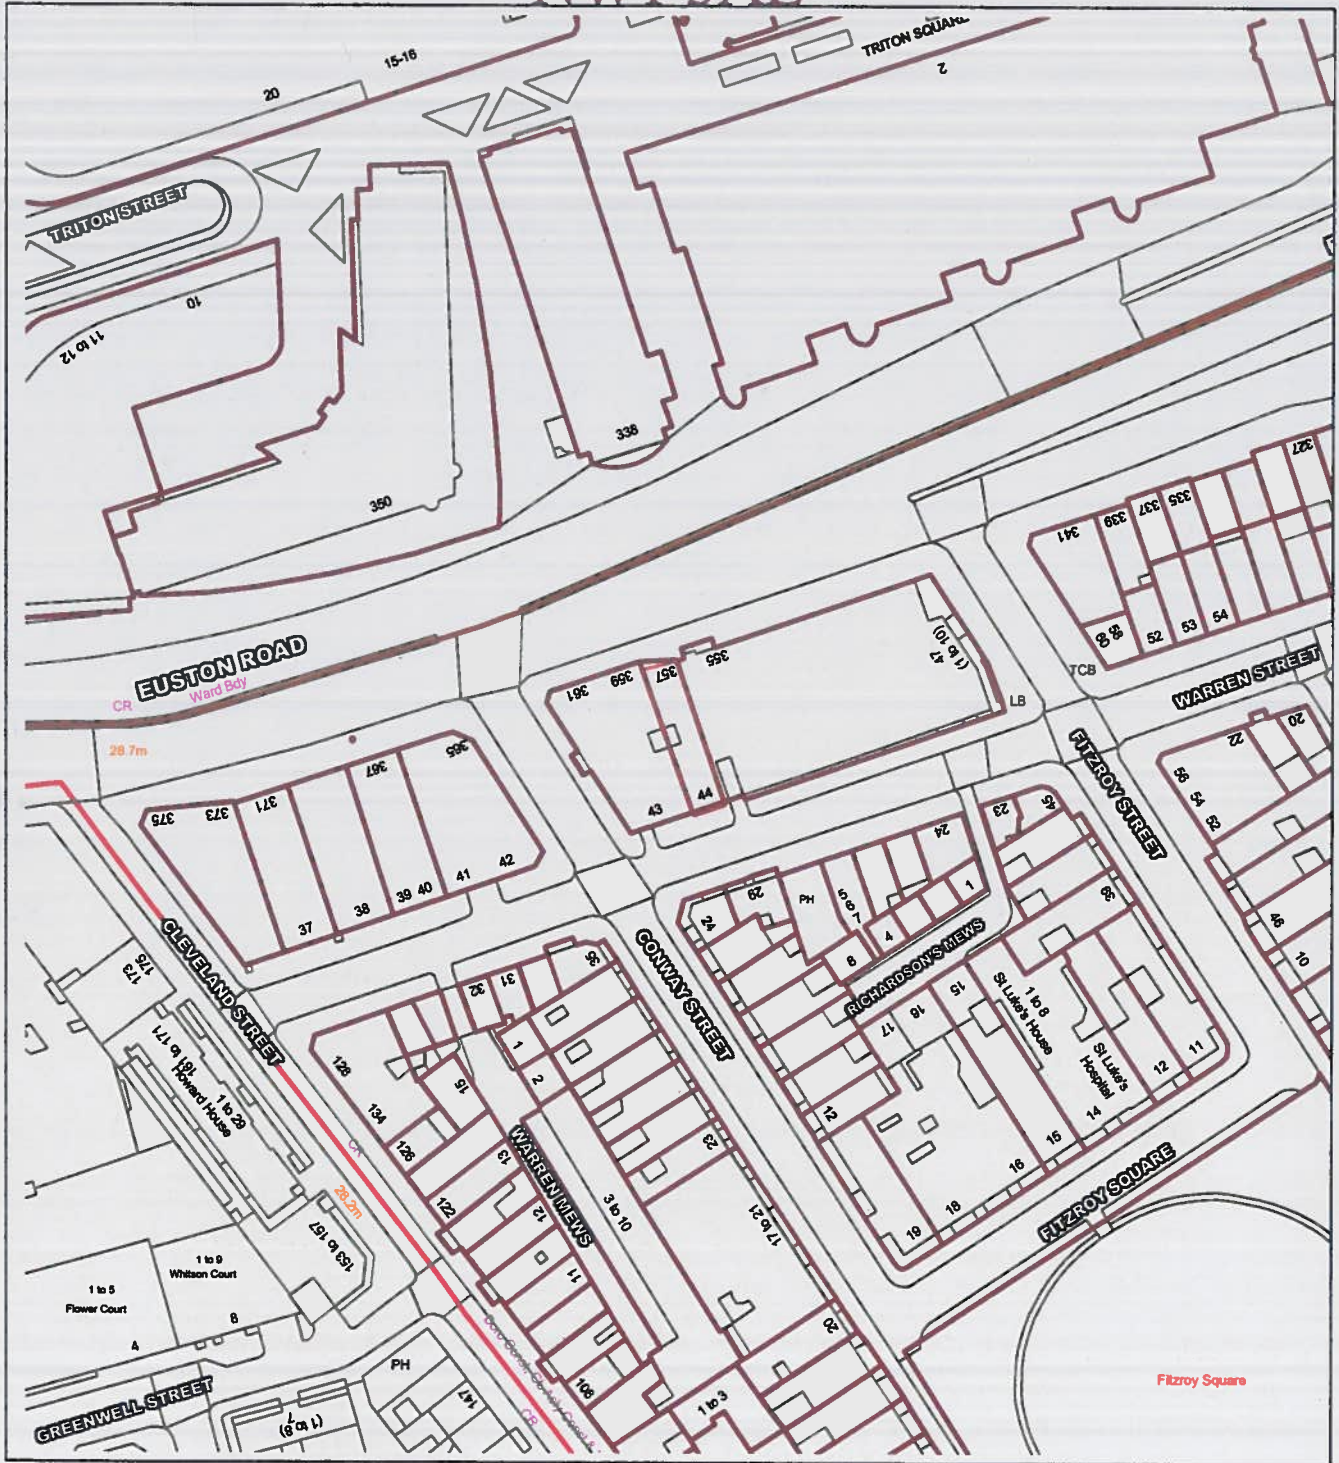 15-16
20
TRITON SQUARE
2
TRITON STREET
10
11 to 12
338
350
327
335
337
339
341
EUSTON ROAD
CR
Ward Bdy
28.7m
361
359
357
355
47
(1 to 10)
60
59
52
53
54
TCB
LB
WARREN STREET
FITZROY STREET
22
20
56
54
52
46
10
375
373
371
367
365
37
38
39
40
41
42
43
44
CLEVELAND STREET
173
175
161 to 171
1 to 29
Howard House
153 to 157
CONWAY STREET
24
29
PH
5
6
7
24
23
45
1
4
8
RICHARDSON'S MEWS
39
17
16
15
1 to 8
St Luke's House
St Luke's
Hospital
12
11
14
15
16
18
19
12
FITZROY SQUARE
128
134
126
122
32
31
1
2
15
13
12
11
WARREN MEWS
3 to 10
23
17 to 21
20
108
1 to 3
CR
28.2m
1 to 9
Whitson Court
1 to 5
Flower Court
4
8
GREENWELL STREET
PH
147
(1 to 8)
7
CR
Fitzroy Square